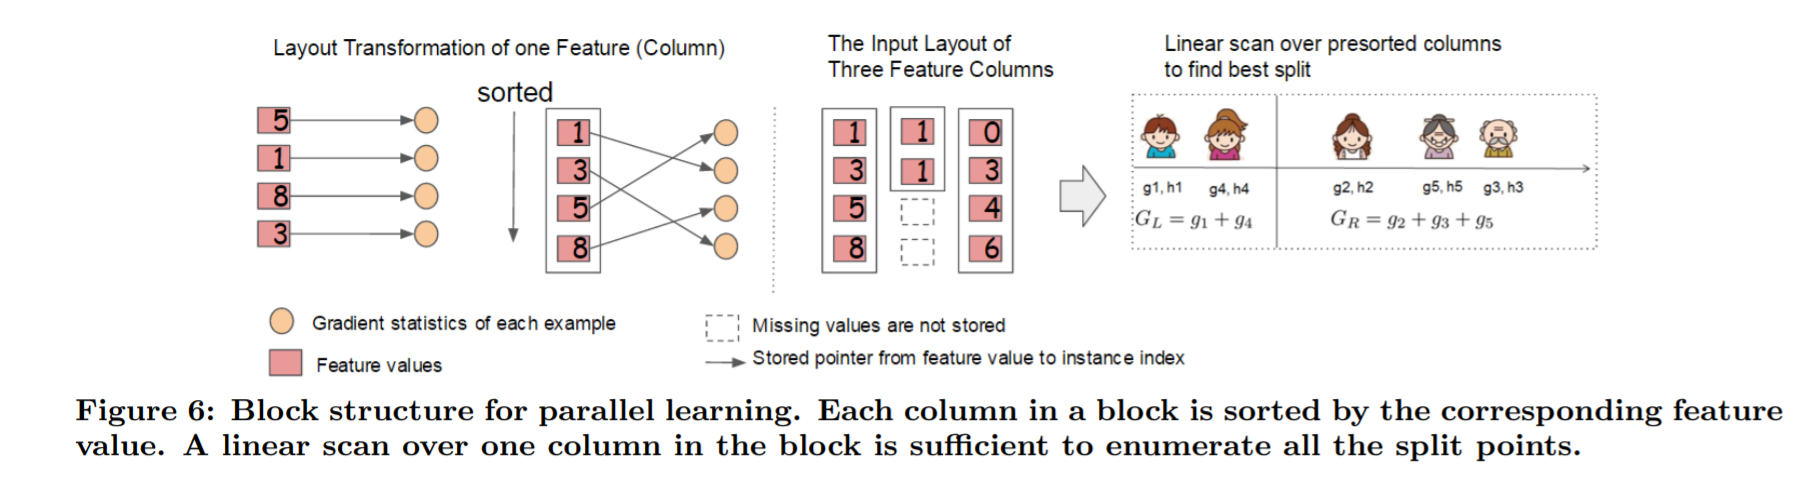 Layout Transformation of one Feature (Column)
sorted
5
1
8
3
1
3
5
8
The Input Layout of
Three Feature Columns
1
3
5
8
1
1
0
3
4
6
Linear scan over presorted columns
to find best split
g1, h1
g4, h4
g2, h2
g5, h5
g3, h3
G_L = g_1 + g_4
G_R = g_2 + g_3 + g_5
Gradient statistics of each example
Feature values
Missing values are not stored
Stored pointer from feature value to instance index
Figure 6: Block structure for parallel learning. Each column in a block is sorted by the corresponding feature
value. A linear scan over one column in the block is sufficient to enumerate all the split points.